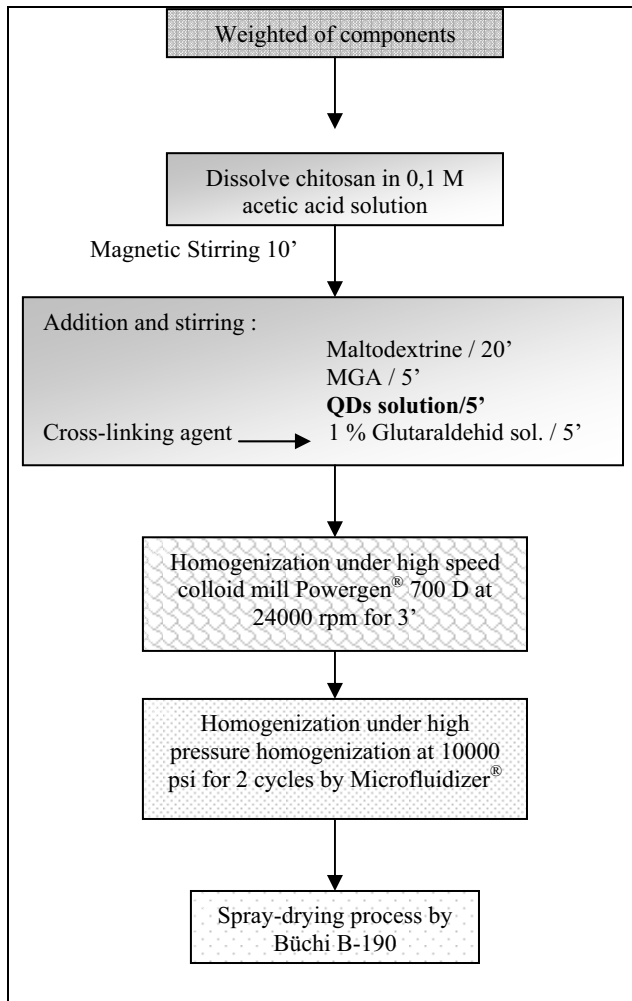 Weighted of components
Dissolve chitosan in 0,1 M
acetic acid solution
Magnetic Stirring 10’
Addition and stirring :
Maltodextrine / 20’
MGA / 5’
QDs solution/5’
Cross-linking agent 1 % Glutaraldehid sol. / 5’
Homogenization under high speed
colloid mill Powergen® 700 D at
24000 rpm for 3’
Homogenization under high
pressure homogenization at 10000
psi for 2 cycles by Microfluidizer®
Spray-drying process by
Büchi B-190